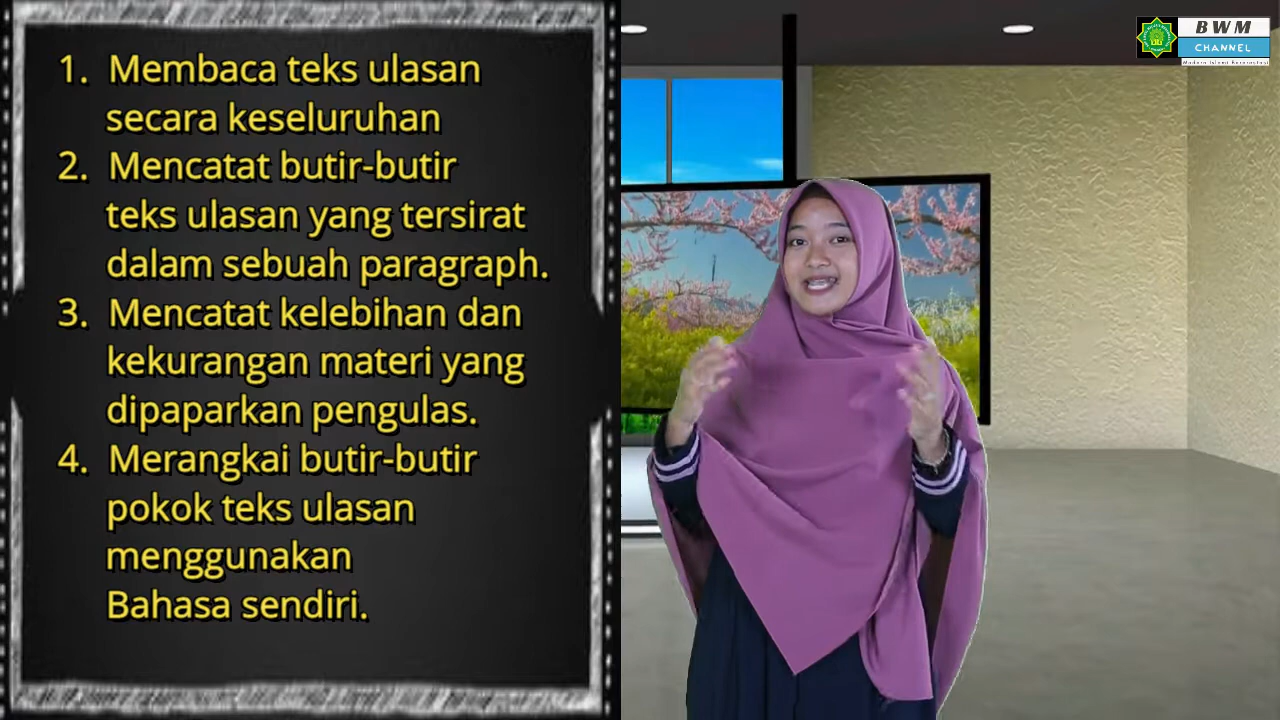 1. Membaca teks ulasan
secara keseluruhan
2. Mencatat butir-butir
teks ulasan yang tersirat
dalam sebuah paragraph.
3. Mencatat kelebihan dan
kekurangan materi yang
dipaparkan pengulas.
4. Merangkai butir-butir
pokok teks ulasan
menggunakan
Bahasa sendiri.
BWM
CHANNEL